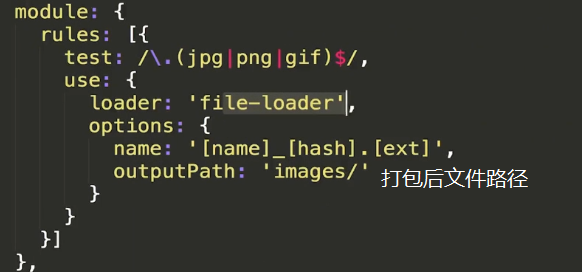 module: {
  rules: [{
    test: /\.(jpg|png|gif)$/,
    use: {
      loader: 'file-loader',
      options: {
        name: '[name]_[hash].[ext]',
        outputPath: 'images/' 打包后文件路径
      }
    }
  }]
},